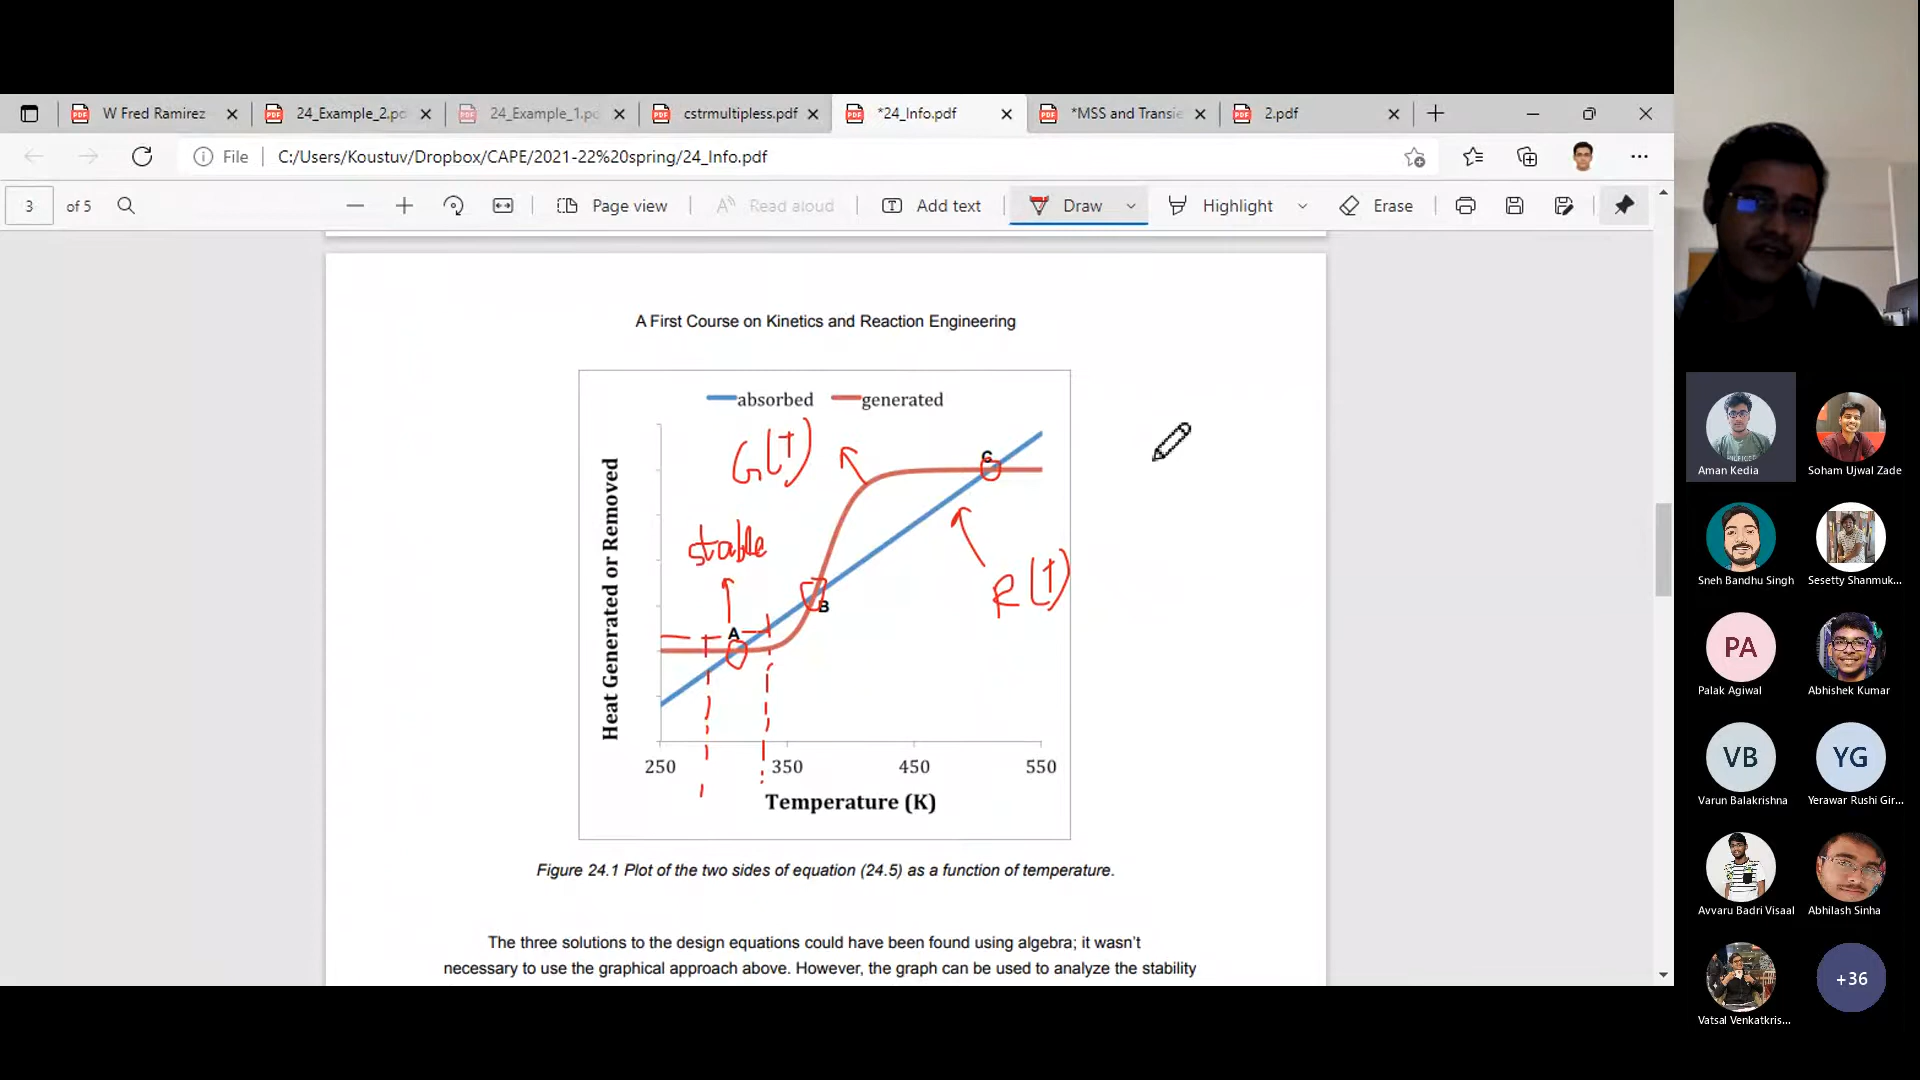 W Fred Ramirez
24_Example_2.pd
24_Example_1.pd
cstrmultipless.pdf
*24_Info.pdf
*MSS and Transie
2.pdf
File
C:/Users/Koustuv/Dropbox/CAPE/2021-22%20spring/24_Info.pdf
3 of 5
Page view
Read aloud
Add text
Draw
Highlight
Erase
A First Course on Kinetics and Reaction Engineering
absorbed generated
G(T)
C
stable
R(T)
B
A
Heat Generated or Removed
250 350 450 550
Temperature (K)
Figure 24.1 Plot of the two sides of equation (24.5) as a function of temperature.
The three solutions to the design equations could have been found using algebra; it wasn't
necessary to use the graphical approach above. However, the graph can be used to analyze the stability
Aman Kedia
Soham Ujwal Zade
Sneh Bandhu Singh
Sesetty Shanmuk...
PA
Palak Agiwal
Abhishek Kumar
VB
Varun Balakrishna
YG
Yerawar Rushi Gir...
Avvaru Badri Visaal
Abhilash Sinha
Vatsal Venkatkris...
+36